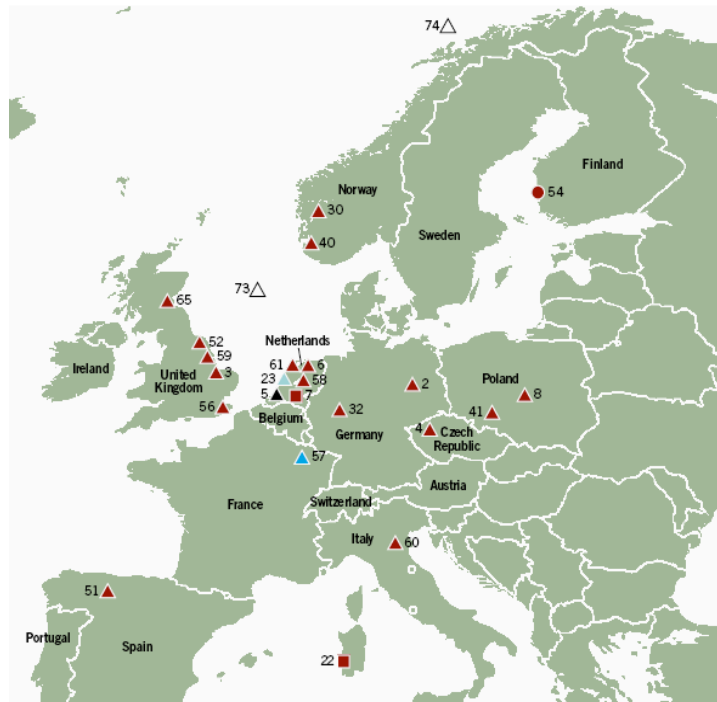 74
Finland
Norway
54
30
Sweden
40
73
65
Netherlands
52
59
61
6
Ireland
United
Kingdom
3
23
58
2
Poland
5
7
8
56
32
41
Belgium
4
Czech
Republic
Germany
57
Austria
France
Switzerland
Italy
60
51
Portugal
Spain
22